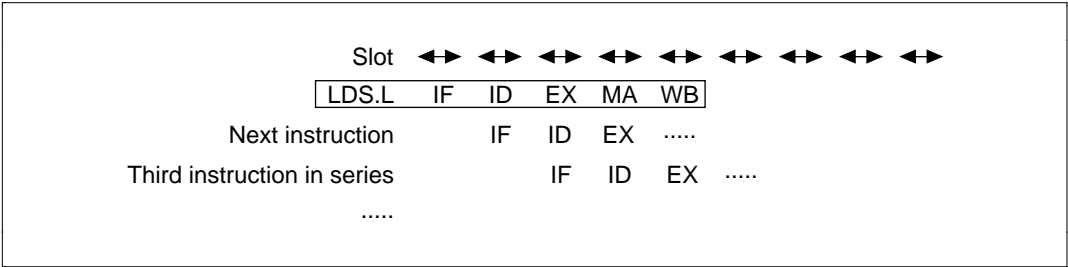 Slot
LDS.L IF ID EX MA WB
Next instruction IF ID EX .....
Third instruction in series IF ID EX .....
.....